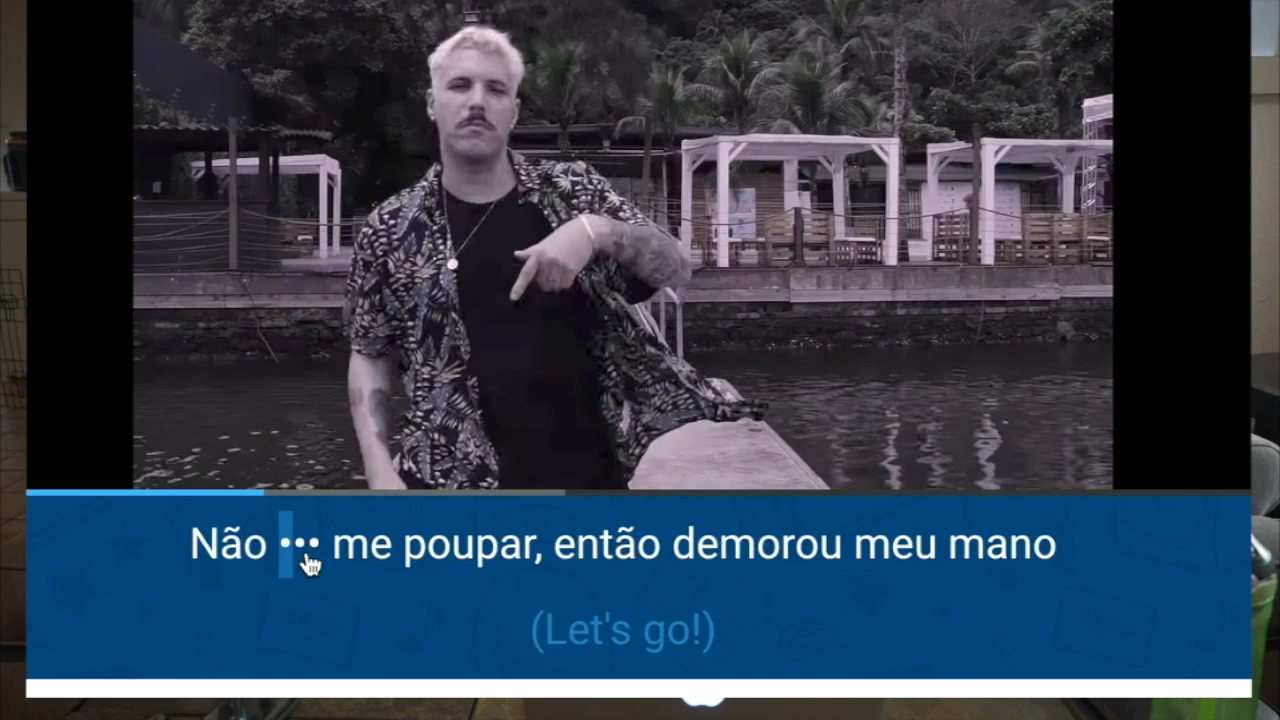 Não ••• me poupar, então demorou meu mano
(Let's go!)